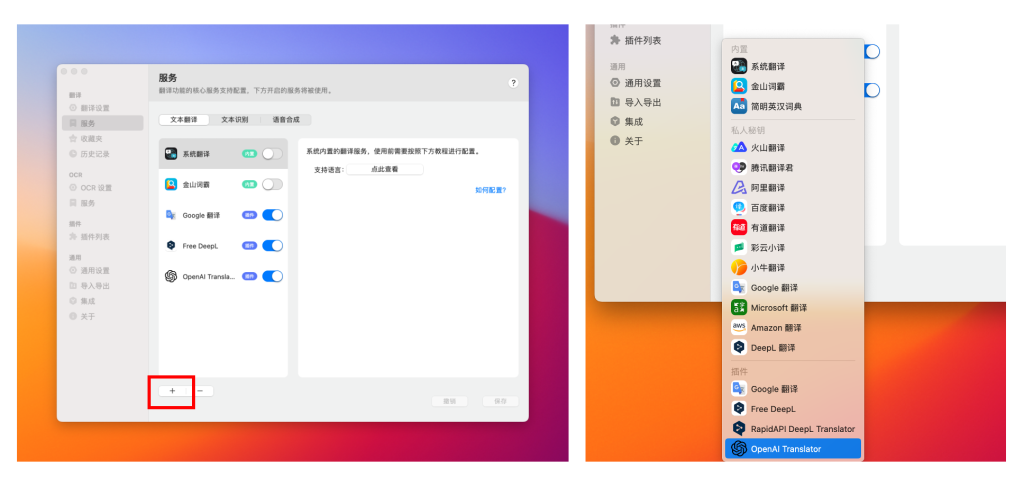 服务
?
翻译功能的核心服务支持配置，下方开启的服务将被使用。
翻译
翻译设置
服务
收藏夹
历史记录
OCR
OCR 设置
服务
插件
插件列表
通用
通用设置
导入导出
集成
关于
文本翻译
文本识别
语音合成
系统翻译
内置
金山词霸
内置
Google 翻译
插件
Free DeepL
插件
OpenAI Transla...
插件
系统内置的翻译服务，使用前需要按照下方教程进行配置。
支持语言:
点此查看
如何配置?
+
−
撤销
保存
插件
插件列表
通用
通用设置
导入导出
集成
关于
内置
系统翻译
金山词霸
Aa
简明英汉词典
私人秘钥
火山翻译
腾讯翻译君
阿里翻译
百度翻译
有道
有道翻译
彩云小译
小牛翻译
Google 翻译
Microsoft 翻译
aws
Amazon 翻译
DeepL 翻译
插件
Google 翻译
Free DeepL
RapidAPI DeepL Translator
OpenAI Translator